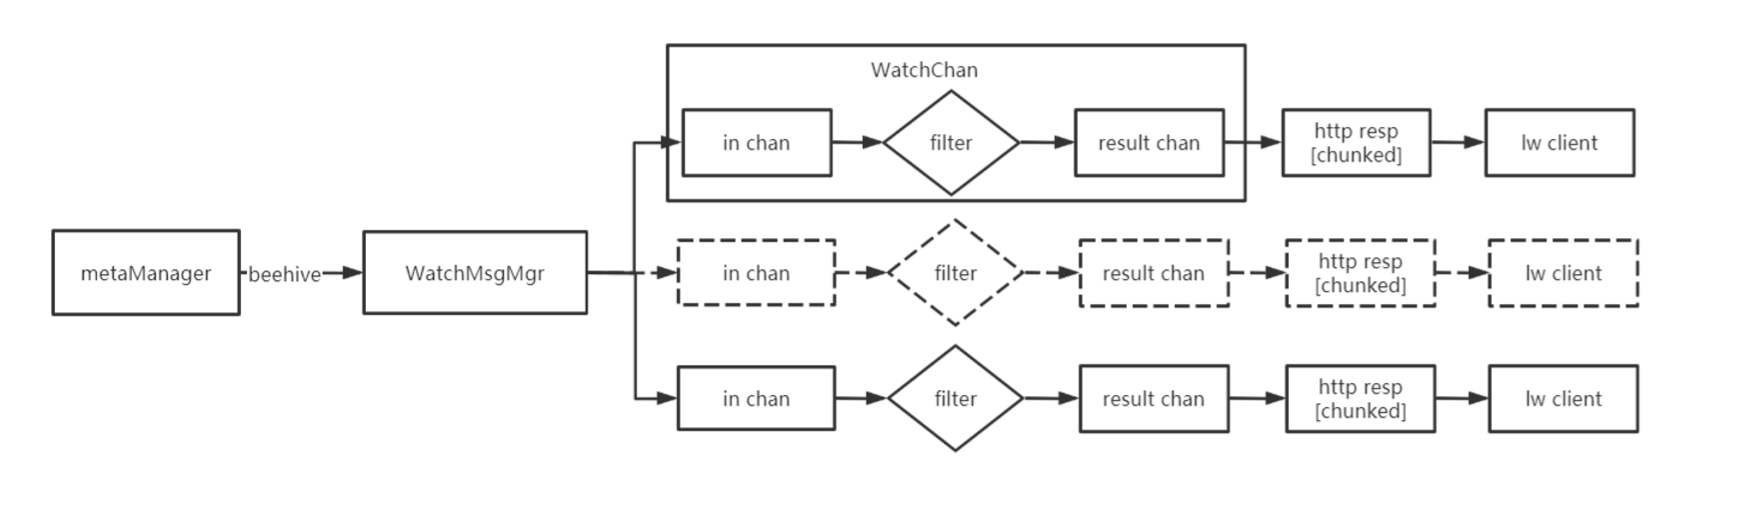 WatchChan
in chan
filter
result chan
http resp
[chunked]
lw client
metaManager
beehive
WatchMsgMgr
in chan
filter
result chan
http resp
[chunked]
lw client
in chan
filter
result chan
http resp
[chunked]
lw client